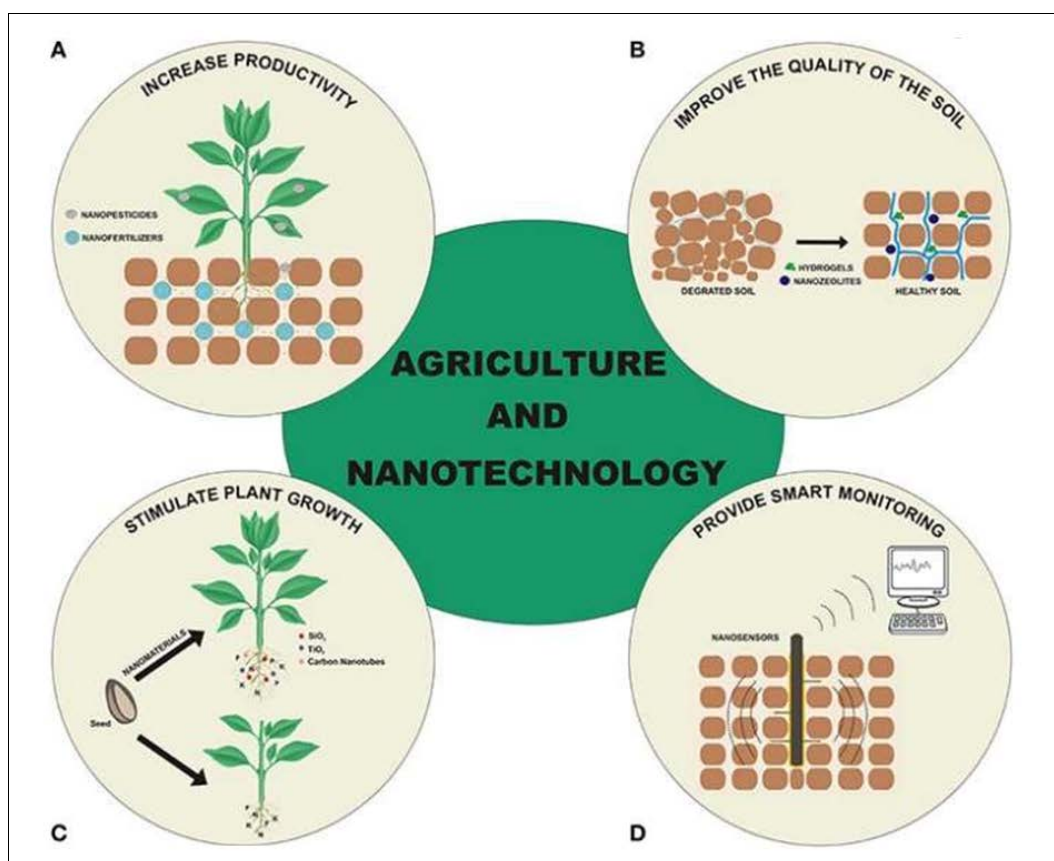 A
INCREASE PRODUCTIVITY
NANOPESTICIDES
NANOFERTILIZERS
B
IMPROVE THE QUALITY OF THE SOIL
HYDROGELS
NANOZEOLITES
DEGRATED SOIL
HEALTHY SOIL
AGRICULTURE
AND
NANOTECHNOLOGY
STIMULATE PLANT GROWTH
NANOMATERIALS
SiO₂
TiO₂
Carbon Nanotubes
Seed
C
PROVIDE SMART MONITORING
NANOSENSORS
D